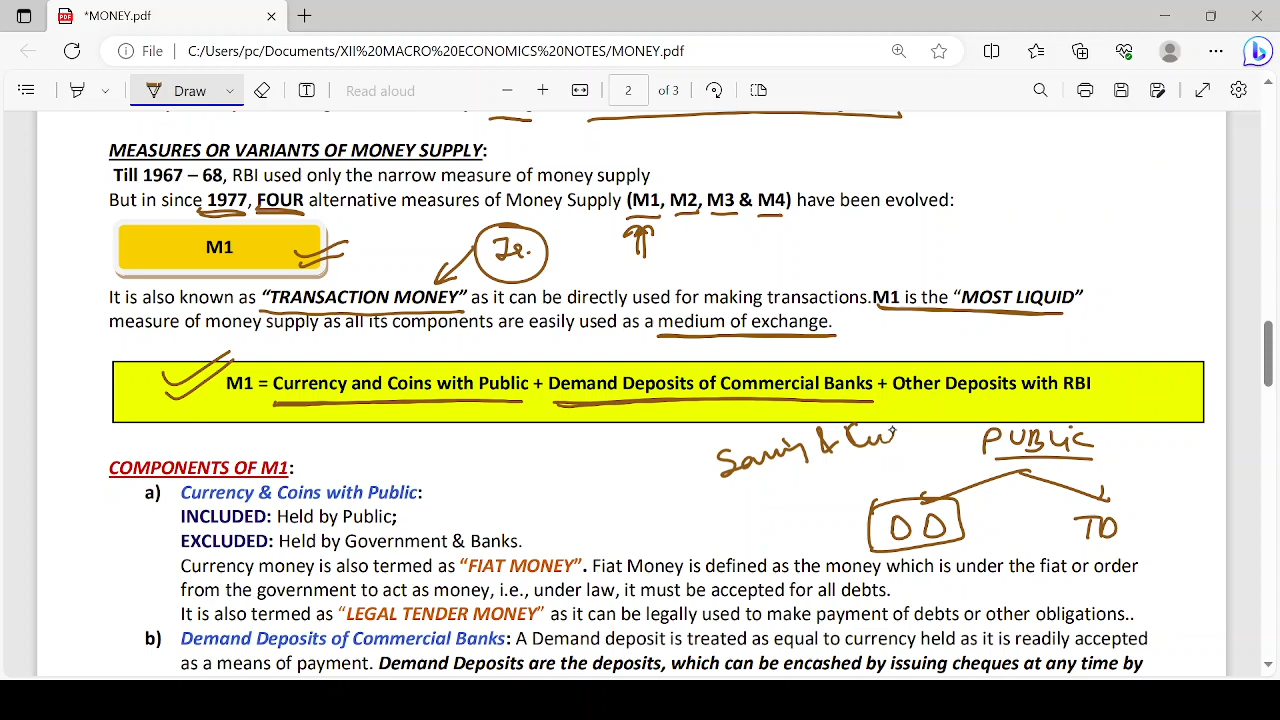 *MONEY.pdf
File C:/Users/pc/Documents/XII%20MACRO%20ECONOMICS%20NOTES/MONEY.pdf
Draw Read aloud 2 of 3
MEASURES OR VARIANTS OF MONEY SUPPLY:
Till 1967 – 68, RBI used only the narrow measure of money supply
But in since 1977, FOUR alternative measures of Money Supply (M1, M2, M3 & M4) have been evolved:
M1
It is also known as “TRANSACTION MONEY” as it can be directly used for making transactions.M1 is the “MOST LIQUID”
measure of money supply as all its components are easily used as a medium of exchange.
M1 = Currency and Coins with Public + Demand Deposits of Commercial Banks + Other Deposits with RBI
PUBLIC
DD TD
COMPONENTS OF M1:
a) Currency & Coins with Public:
INCLUDED: Held by Public;
EXCLUDED: Held by Government & Banks.
Currency money is also termed as “FIAT MONEY”. Fiat Money is defined as the money which is under the fiat or order
from the government to act as money, i.e., under law, it must be accepted for all debts.
It is also termed as “LEGAL TENDER MONEY” as it can be legally used to make payment of debts or other obligations..
b) Demand Deposits of Commercial Banks: A Demand deposit is treated as equal to currency held as it is readily accepted
as a means of payment. Demand Deposits are the deposits, which can be encashed by issuing cheques at any time by